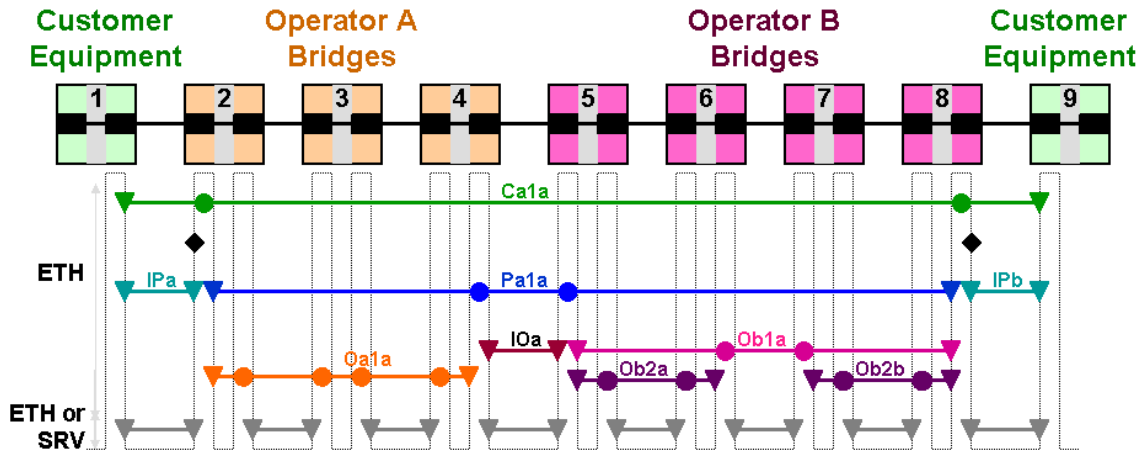 Customer Equipment
Operator A Bridges
Operator B Bridges
Customer Equipment
1 2 3 4 5 6 7 8 9
Ca1a
ETH
IPa Pa1a IPb
IOa Ob1a
Oa1a Ob2a Ob2b
ETH or
SRV